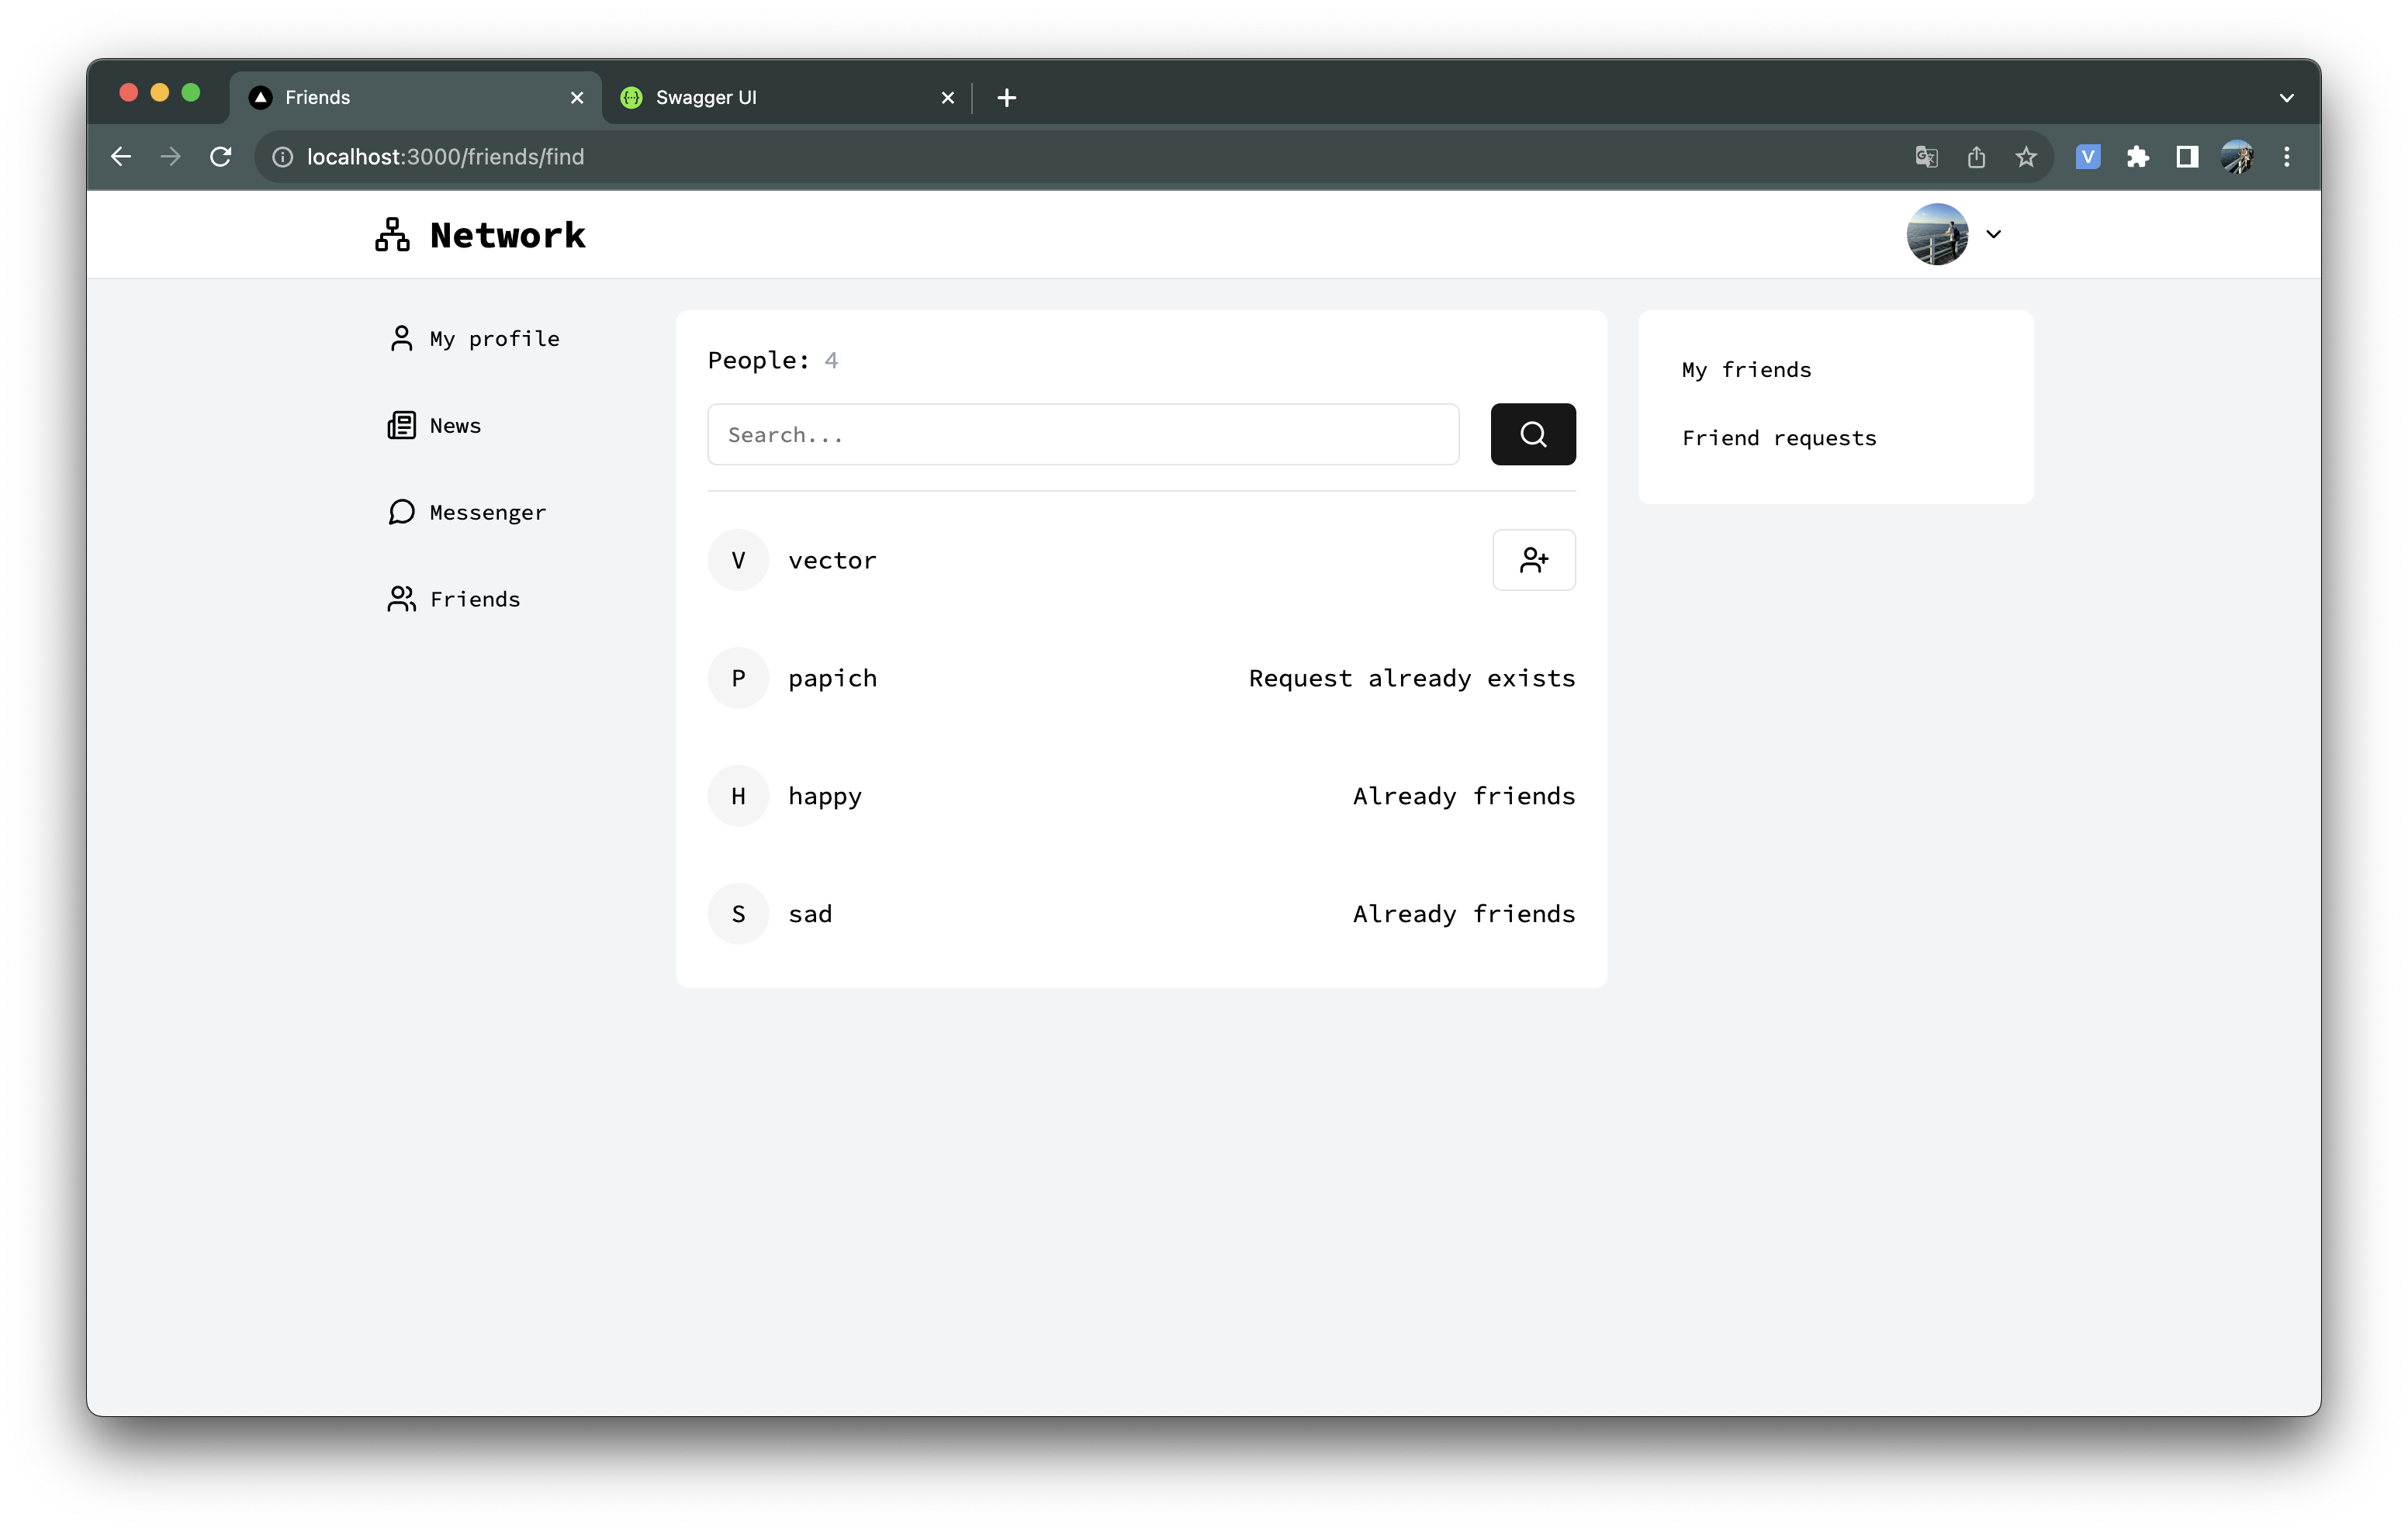 Friends
Swagger UI
localhost:3000/friends/find
V
Network
My profile
News
Messenger
Friends
People: 4
Search...
V vector
P papich Request already exists
H happy Already friends
S sad Already friends
My friends
Friend requests